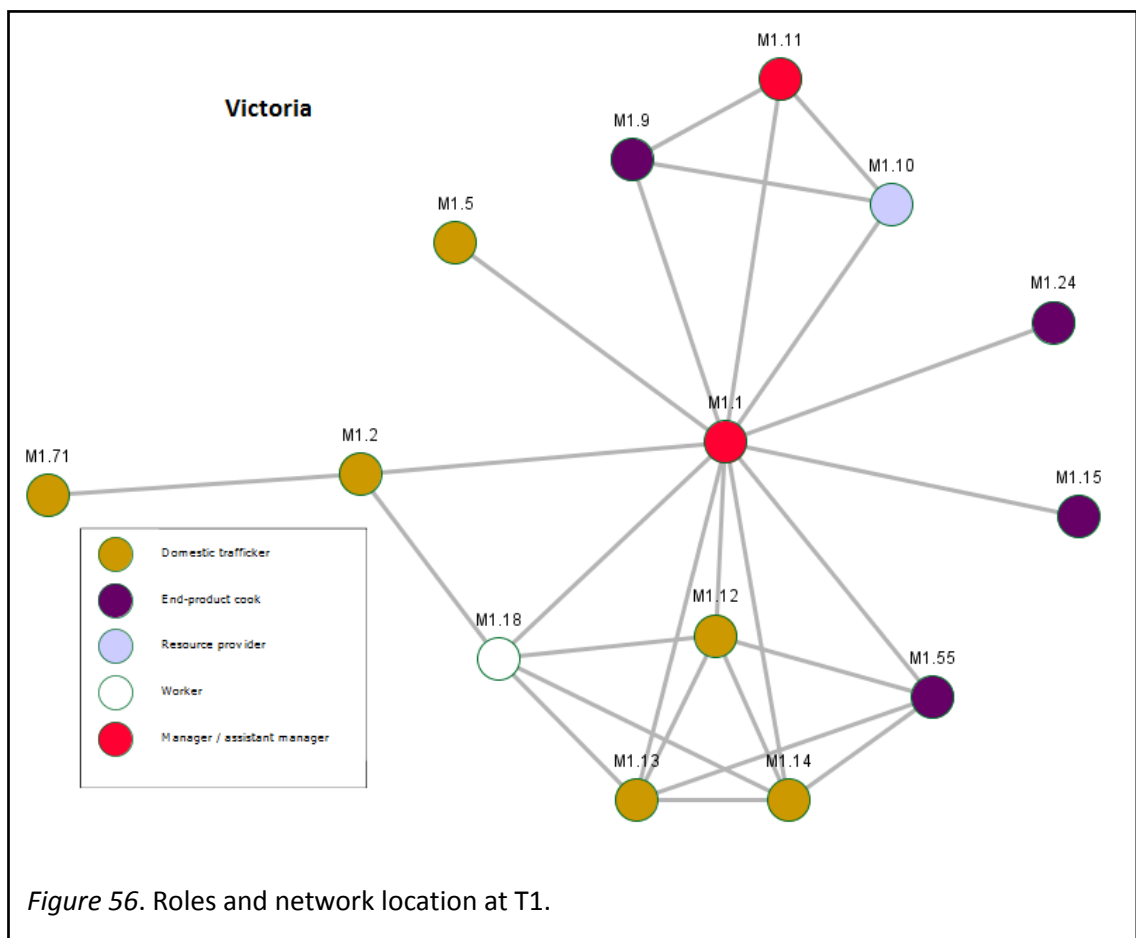 M1.11
Victoria
M1.9
M1.10
M1.5
M1.24
M1.1
M1.2
M1.71
M1.15
Domestic trafficker
End-product cook
Resource provider
Worker
Manager / assistant manager
M1.12
M1.18
M1.55
M1.13
M1.14
Figure 56. Roles and network location at T1.